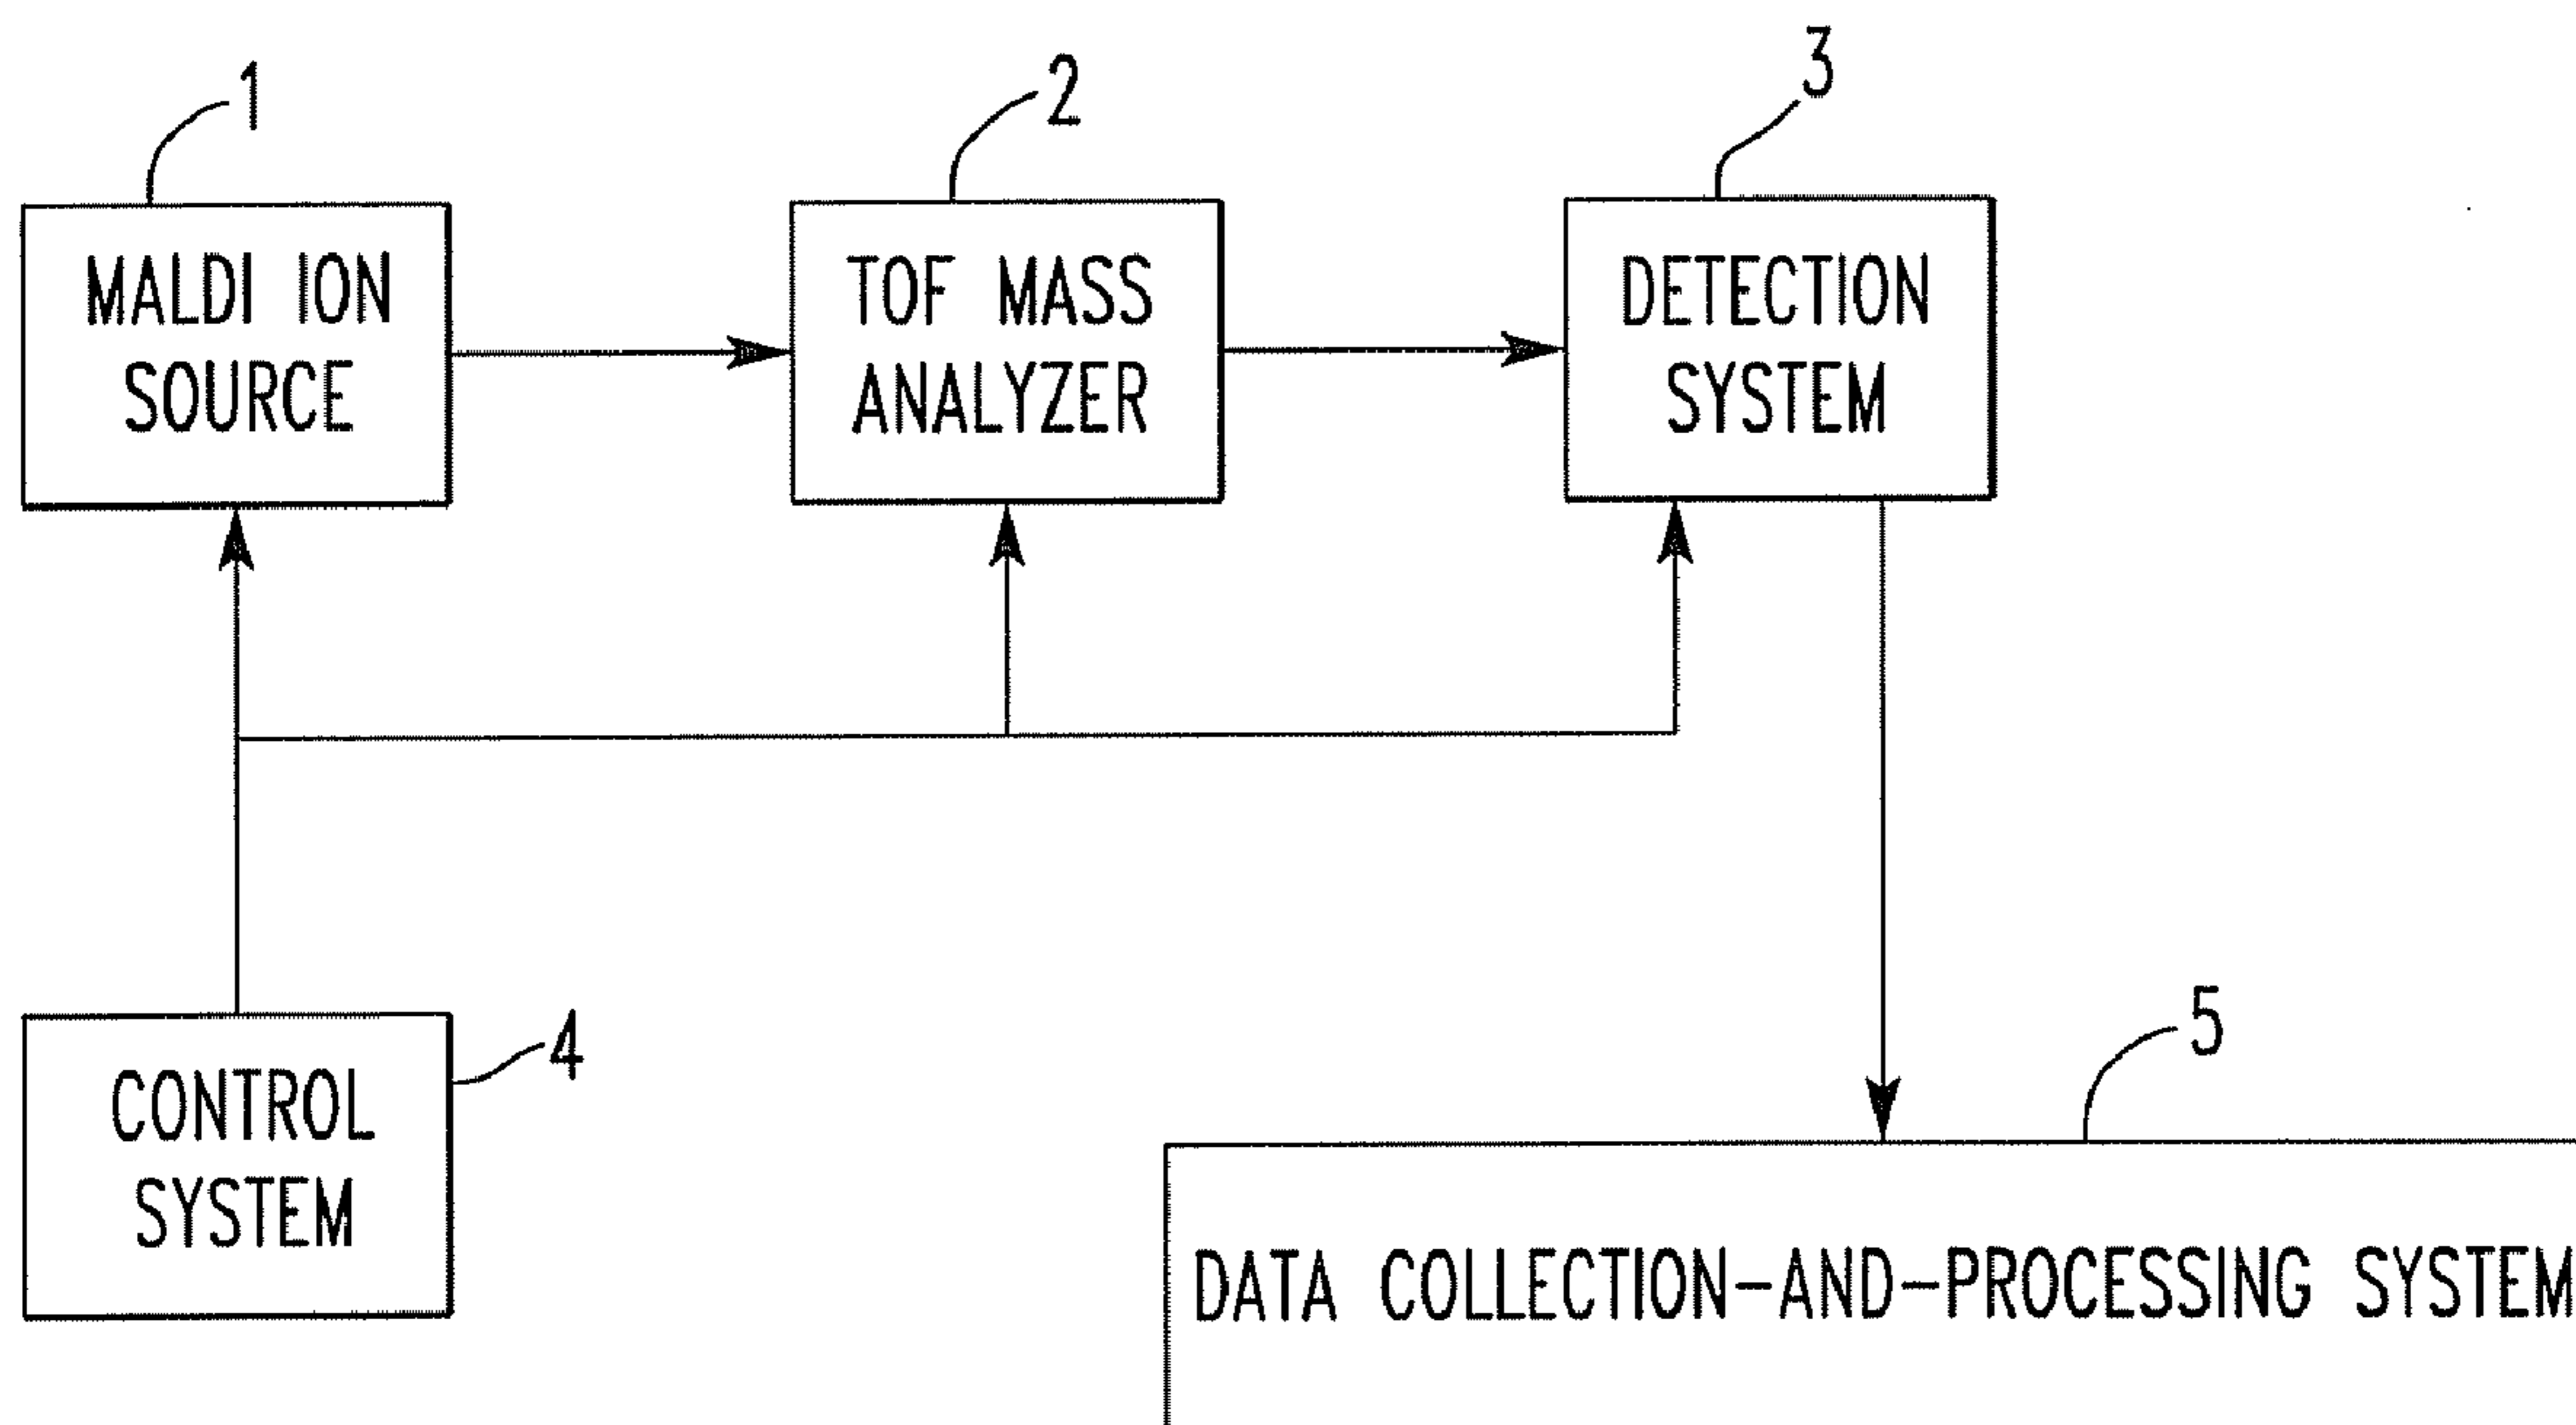 1
2
3
MALDI ION
SOURCE
TOF MASS
ANALYZER
DETECTION
SYSTEM
4
CONTROL
SYSTEM
5
DATA COLLECTION-AND-PROCESSING SYSTEM